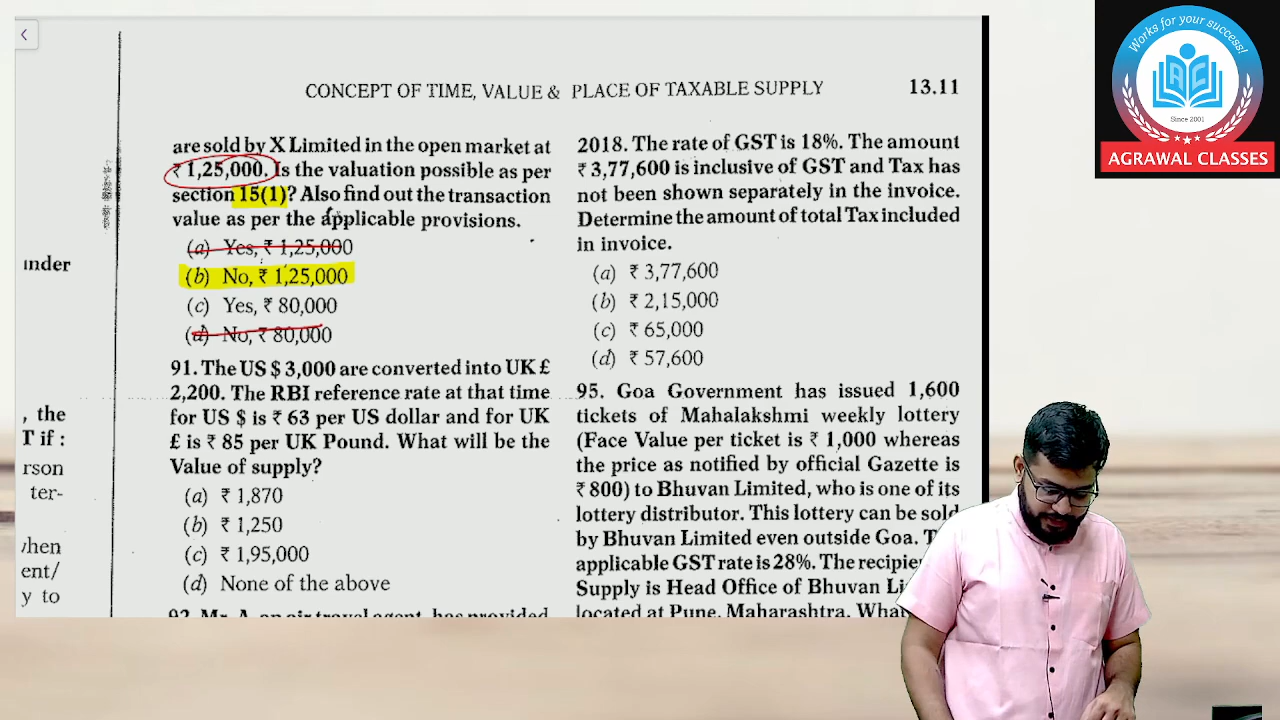 CONCEPT OF TIME, VALUE & PLACE OF TAXABLE SUPPLY 13.11
are sold by X Limited in the open market at
₹ 1,25,000. Is the valuation possible as per
section 15(1)? Also find out the transaction
value as per the applicable provisions.
(a) Yes, ₹ 1,25,000
(b) No, ₹ 1,25,000
(c) Yes, ₹ 80,000
(d) No, ₹ 80,000
91. The US $ 3,000 are converted into UK £
2,200. The RBI reference rate at that time
for US $ is ₹ 63 per US dollar and for UK
£ is ₹ 85 per UK Pound. What will be the
Value of supply?
(a) ₹ 1,870
(b) ₹ 1,250
(c) ₹ 1,95,000
(d) None of the above
92. Mr. A an air travel agent, has provided
2018. The rate of GST is 18%. The amount
₹ 3,77,600 is inclusive of GST and Tax has
not been shown separately in the invoice.
Determine the amount of total Tax included
in invoice.
(a) ₹ 3,77,600
(b) ₹ 2,15,000
(c) ₹ 65,000
(d) ₹ 57,600
95. Goa Government has issued 1,600
tickets of Mahalakshmi weekly lottery
(Face Value per ticket is ₹ 1,000 whereas
the price as notified by official Gazette is
₹ 800) to Bhuvan Limited, who is one of its
lottery distributor. This lottery can be sold
by Bhuvan Limited even outside Goa.
applicable GST rate is 28%. The
Supply is Head Office of Bhuvan
located at Pune, Maharashtra.
, the
T if :
rson
ter-
ent/
y to
Works for your success!
AC
Since 2001
AGRAWAL CLASSES